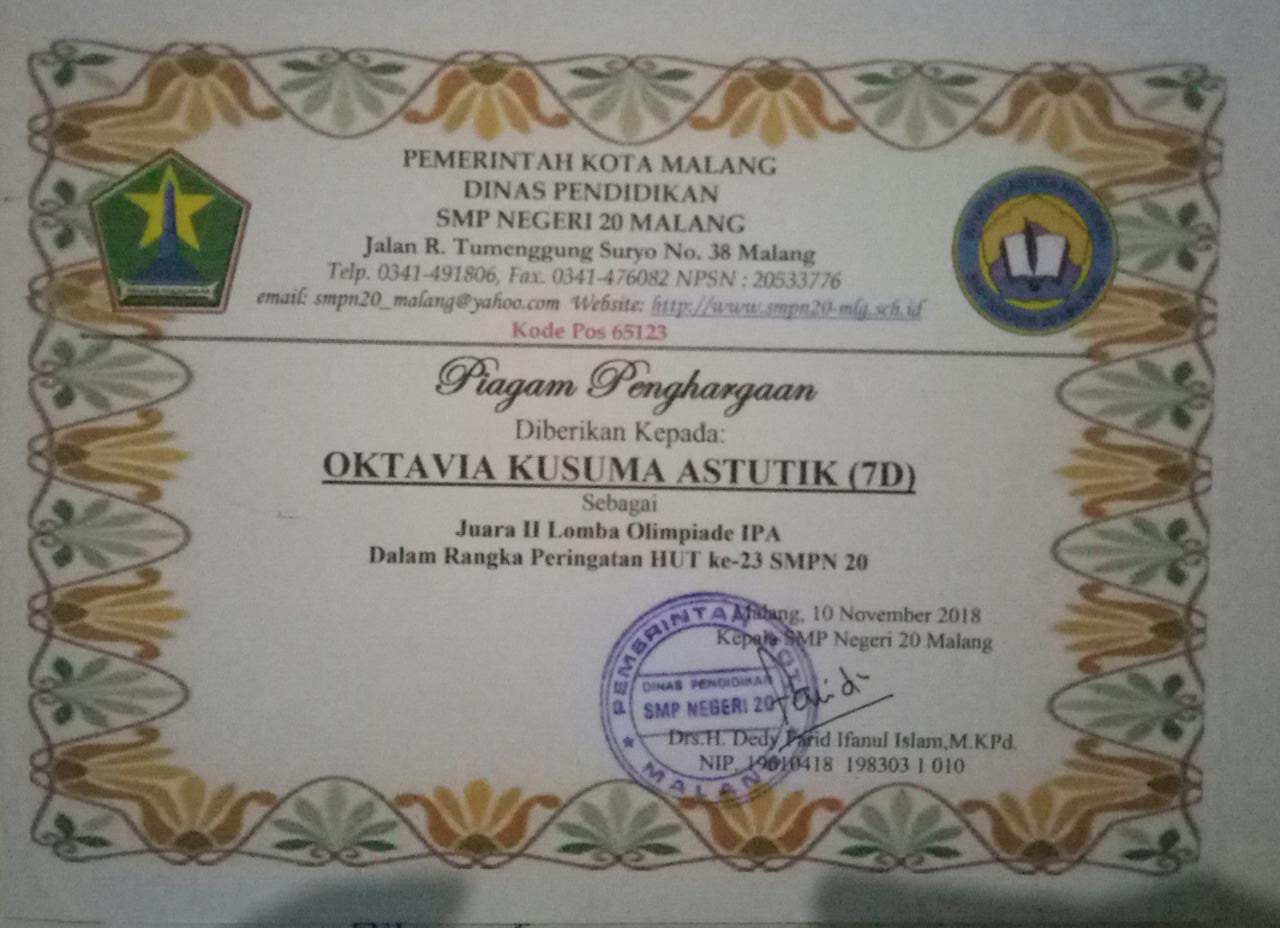 PEMERINTAH KOTA MALANG
DINAS PENDIDIKAN
SMP NEGERI 20 MALANG
Jalan R. Tumenggung Suryo No. 38 Malang
Telp. 0341-491806, Fax. 0341-476082 NPSN : 20533776
email: smpn20_malang@yahoo.com Website: http://www.smpn20-mlg.sch.id
Kode Pos 65123
Piagam Penghargaan
Diberikan Kepada:
OKTAVIA KUSUMA ASTUTIK (7D)
Sebagai
Juara II Lomba Olimpiade IPA
Dalam Rangka Peringatan HUT ke-23 SMPN 20
Malang, 10 November 2018
Kepala SMP Negeri 20 Malang
PEMERINTAH KOTA
DINAS PENDIDIKAN
SMP NEGERI 20
MALANG
Drs.H. Dedy Farid Ifanul Islam,M.KPd.
NIP. 19610418 198303 1 010